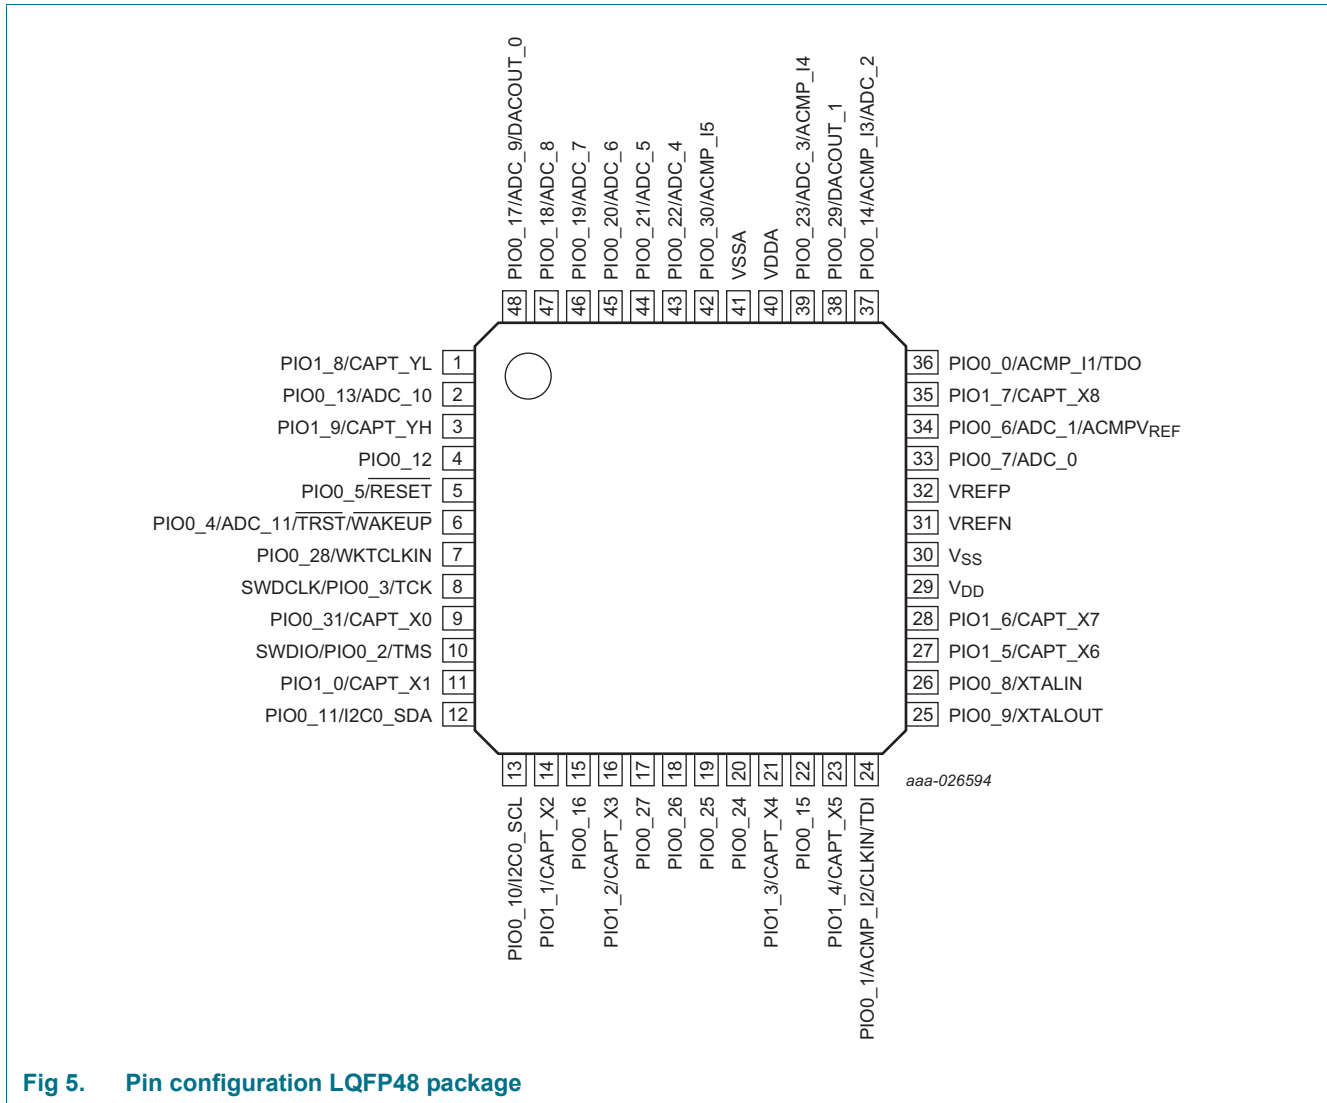 PIO0_17/ADC_9/DACOUT_0
PIO0_18/ADC_8
PIO0_19/ADC_7
PIO0_20/ADC_6
PIO0_21/ADC_5
PIO0_22/ADC_4
PIO0_30/ACMP_I5
VSSA
VDDA
PIO0_23/ADC_3/ACMP_I4
PIO0_29/DACOUT_1
PIO0_14/ACMP_I3/ADC_2
48
47
46
45
44
43
42
41
40
39
38
37
PIO1_8/CAPT_YL 1
PIO0_13/ADC_10 2
PIO1_9/CAPT_YH 3
PIO0_12 4
PIO0_5/RESET 5
PIO0_4/ADC_11/TRST/WAKEUP 6
PIO0_28/WKTCLKIN 7
SWDCLK/PIO0_3/TCK 8
PIO0_31/CAPT_X0 9
SWDIO/PIO0_2/TMS 10
PIO1_0/CAPT_X1 11
PIO0_11/I2C0_SDA 12
36 PIO0_0/ACMP_I1/TDO
35 PIO1_7/CAPT_X8
34 PIO0_6/ADC_1/ACMPVREF
33 PIO0_7/ADC_0
32 VREFP
31 VREFN
30 VSS
29 VDD
28 PIO1_6/CAPT_X7
27 PIO1_5/CAPT_X6
26 PIO0_8/XTALIN
25 PIO0_9/XTALOUT
13
14
15
16
17
18
19
20
21
22
23
24
PIO0_10/I2C0_SCL
PIO1_1/CAPT_X2
PIO0_16
PIO1_2/CAPT_X3
PIO0_27
PIO0_26
PIO0_25
PIO0_24
PIO1_3/CAPT_X4
PIO0_15
PIO1_4/CAPT_X5
PIO0_1/ACMP_I2/CLKIN/TDI
aaa-026594
Fig 5. Pin configuration LQFP48 package